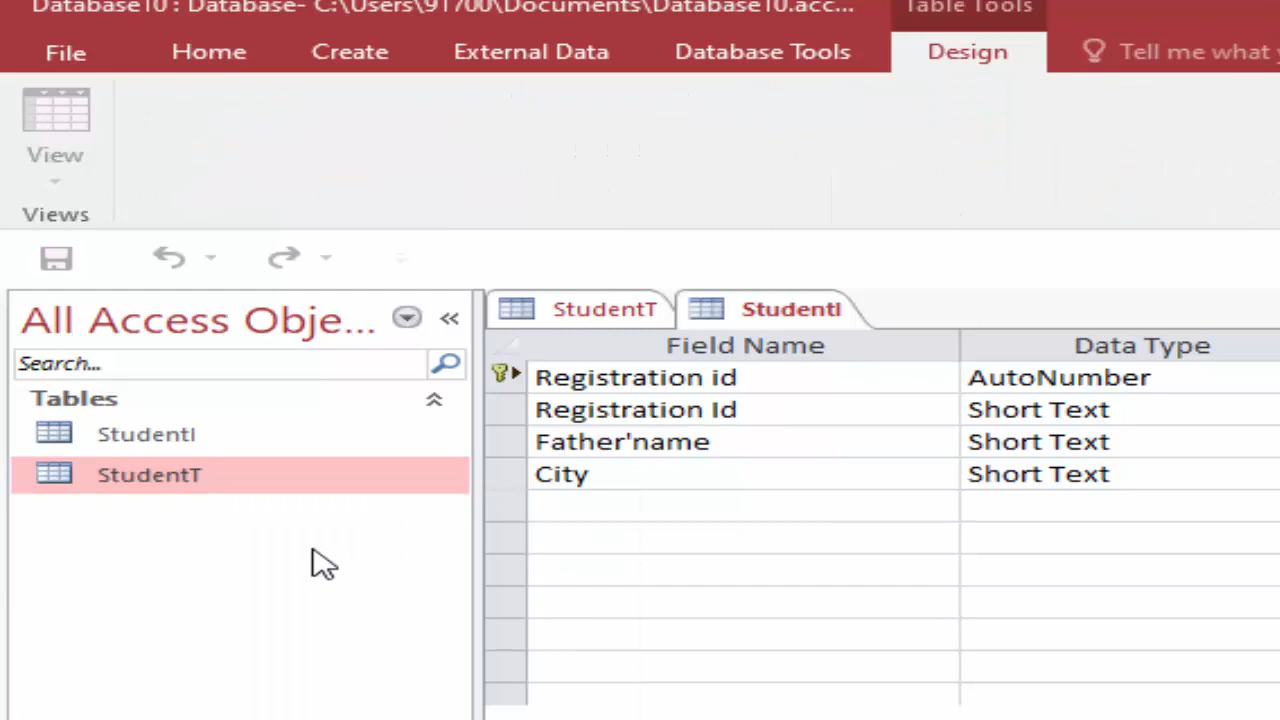 Database10 : Database- C:\Users\91700\Documents\Database10.acc...
Table Tools
File Home Create External Data Database Tools Design Tell me what
View
Views
All Access Obje... «
Search...
Tables
StudentI
StudentT
StudentT StudentI
Field Name Data Type
Registration id AutoNumber
Registration Id Short Text
Father'name Short Text
City Short Text